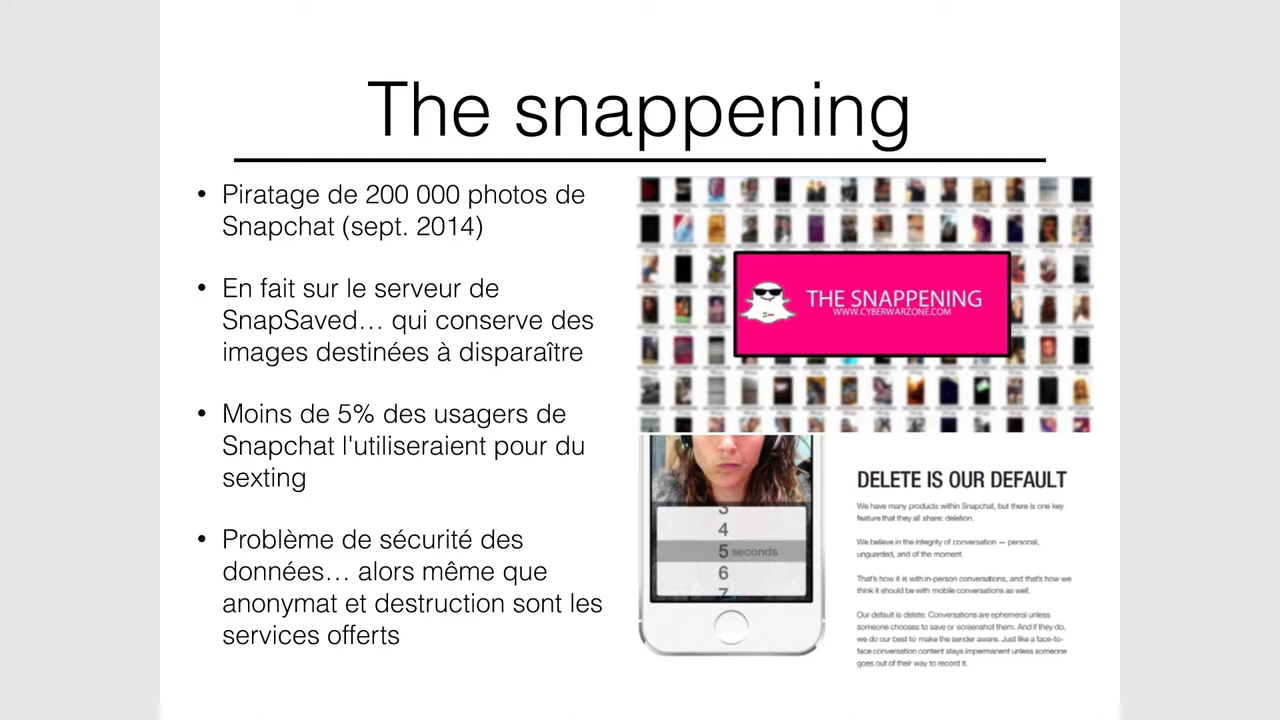 The snappening
• Piratage de 200 000 photos de
Snapchat (sept. 2014)
• En fait sur le serveur de
SnapSaved... qui conserve des
images destinées à disparaître
• Moins de 5% des usagers de
Snapchat l'utiliseraient pour du
sexting
• Problème de sécurité des
données... alors même que
anonymat et destruction sont les
services offerts
THE SNAPPENING
WWW.CYBERWARZONE.COM
3
4
5 seconds
6
7
DELETE IS OUR DEFAULT
We have many products within Snapchat, but there is one key
feature that they all share: deletion.
We believe in the integrity of conversation — personal,
unguarded, and of the moment.
That's how it is with in-person conversations, and that's how we
think it should be with mobile conversations as well.
Our default is delete. Conversations are ephemeral unless
someone chooses to save or screenshot them. And if they do,
we do our best to make the sender aware. Just like a face-to-
face conversation content stays impermanent unless someone
goes out of their way to record it.